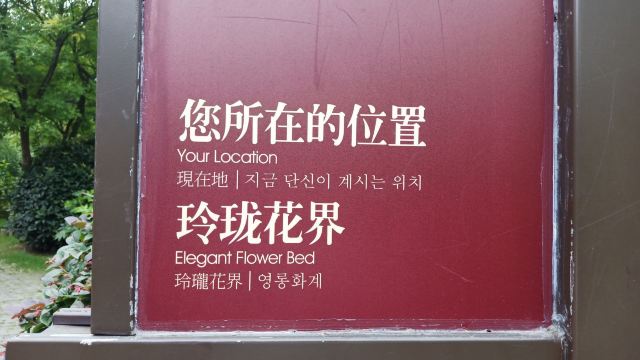 您所在的位置
Your Location
現在地 | 지금 단신이 계시는 위치
玲珑花界
Elegant Flower Bed
玲瓏花界 | 영롱화계